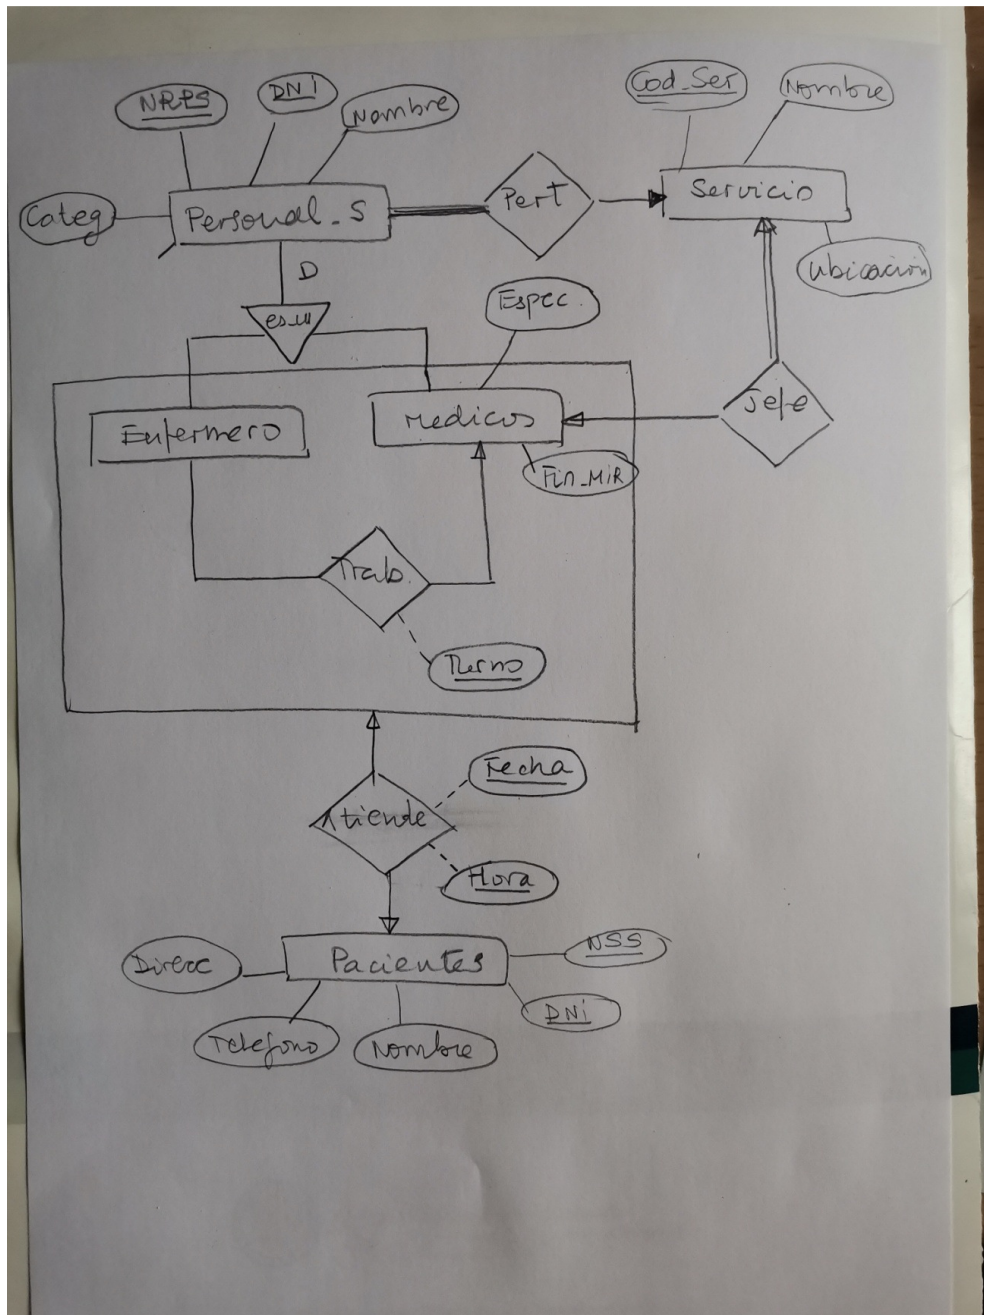 Cod_Ser
Nombre
NRPS
DNI
Nombre
Categ
Personal_S
Pert
Servicio
Ubicación
D
es_un
Espec.
Enfermero
Medicos
Jefe
Fin_MIR
Trab.
Turno
Fecha
Atiende
Hora
Direcc
Pacientes
NSS
DNI
Telefono
Nombre